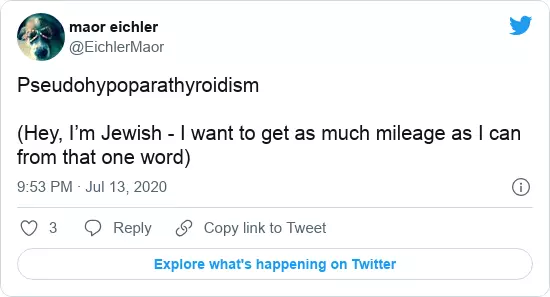 maor eichler
@EichlerMaor
Pseudohypoparathyroidism
(Hey, I’m Jewish - I want to get as much mileage as I can
from that one word)
9:53 PM · Jul 13, 2020
3 Reply Copy link to Tweet
Explore what's happening on Twitter